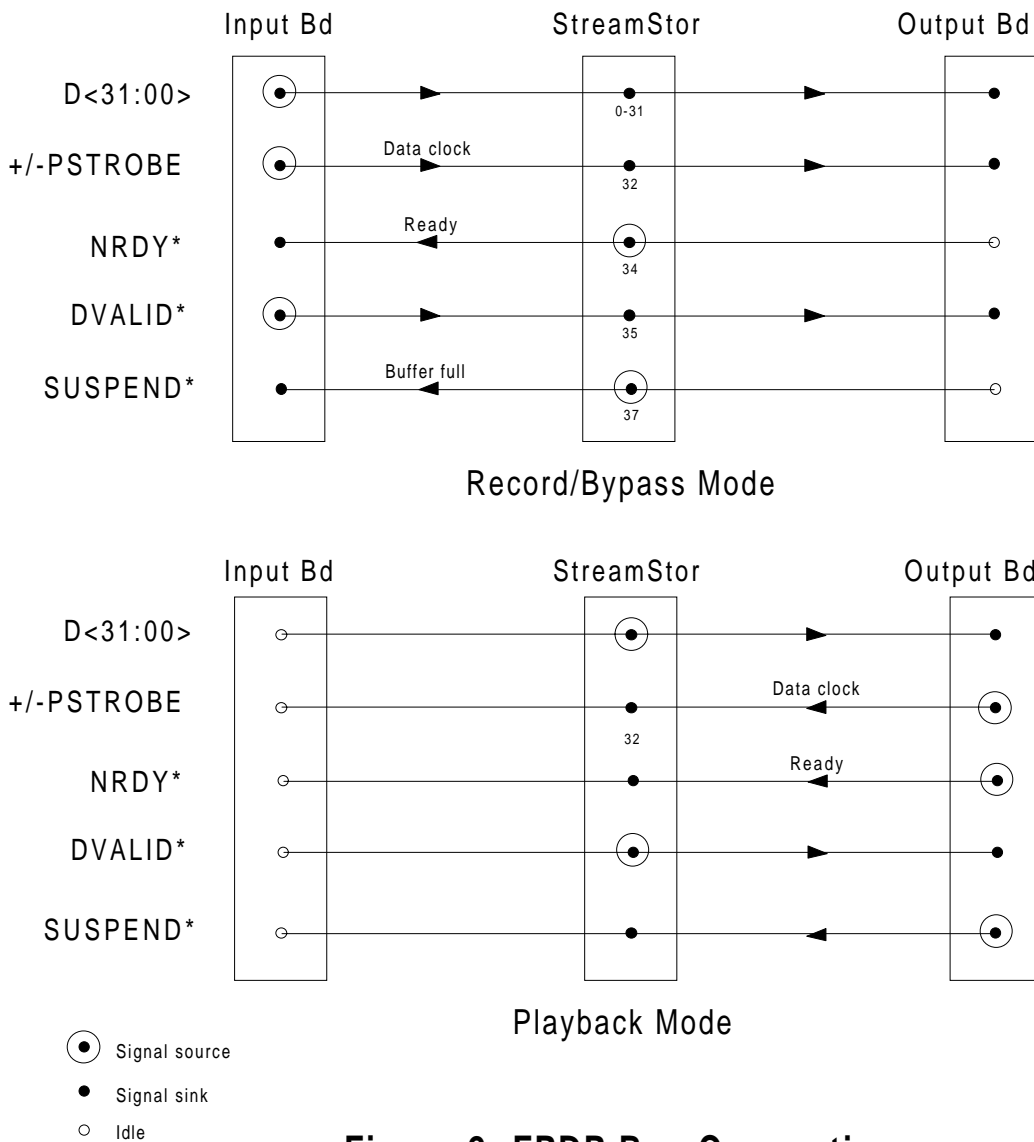 Input Bd StreamStor Output Bd
D<31:00>
0-31
+/-PSTROBE Data clock
32
NRDY* Ready
34
DVALID*
35
SUSPEND* Buffer full
37
Record/Bypass Mode
Input Bd StreamStor Output Bd
D<31:00>
+/-PSTROBE Data clock
32
NRDY* Ready
DVALID*
SUSPEND*
Playback Mode
Signal source
Signal sink
Idle